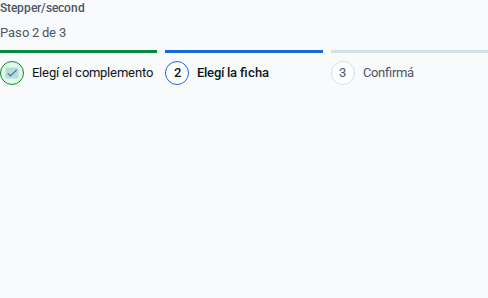 Stepper/second
Paso 2 de 3
Elegí el complemento
2 Elegí la ficha
3 Confirmá